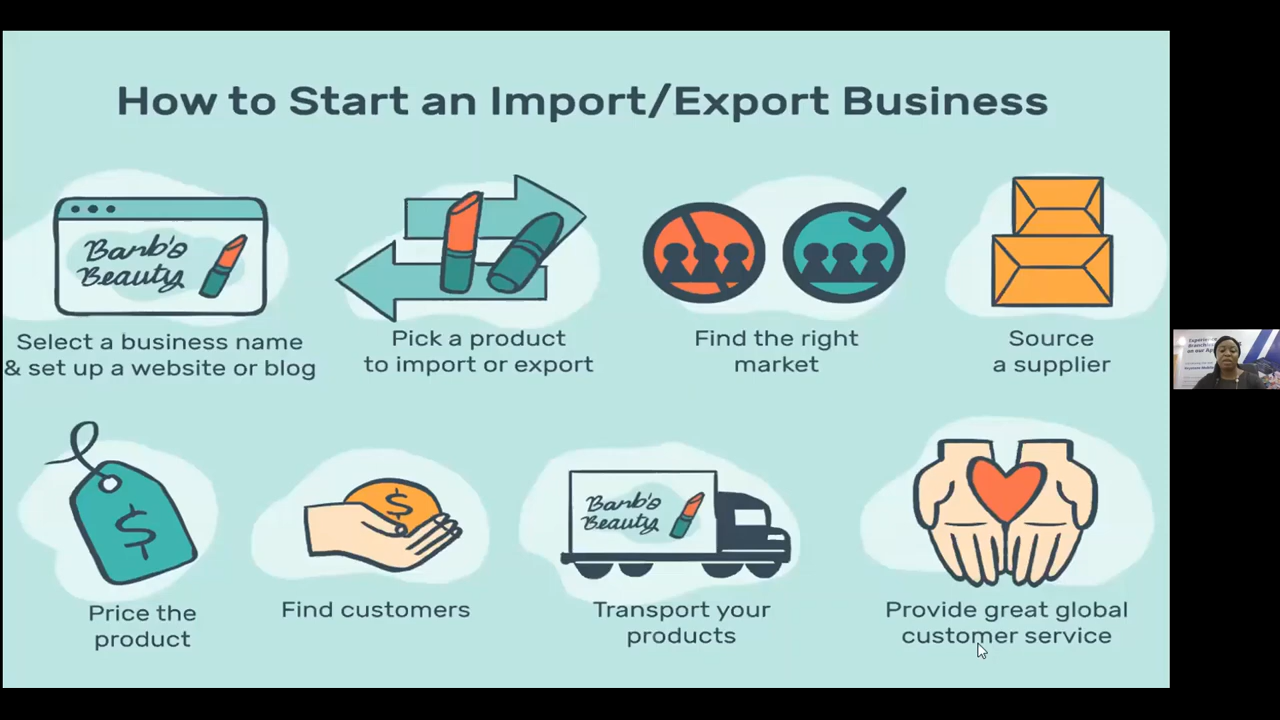 How to Start an Import/Export Business
Barb's
Beauty
Select a business name
& set up a website or blog
Pick a product
to import or export
Find the right
market
Source
a supplier
$
Price the
product
$
Find customers
Barb's
Beauty
Transport your
products
Provide great global
customer service